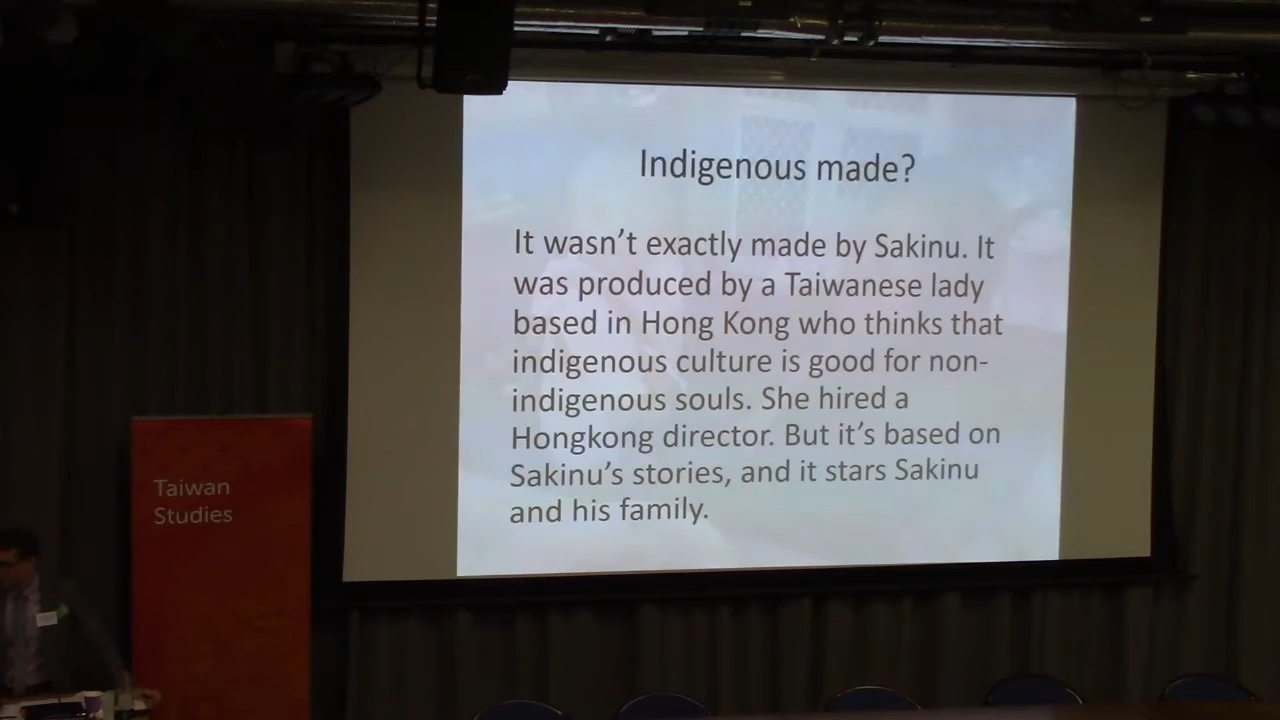 Indigenous made?
It wasn't exactly made by Sakinu. It
was produced by a Taiwanese lady
based in Hong Kong who thinks that
indigenous culture is good for non-
indigenous souls. She hired a
Hongkong director. But it's based on
Sakinu's stories, and it stars Sakinu
and his family.
Taiwan
Studies